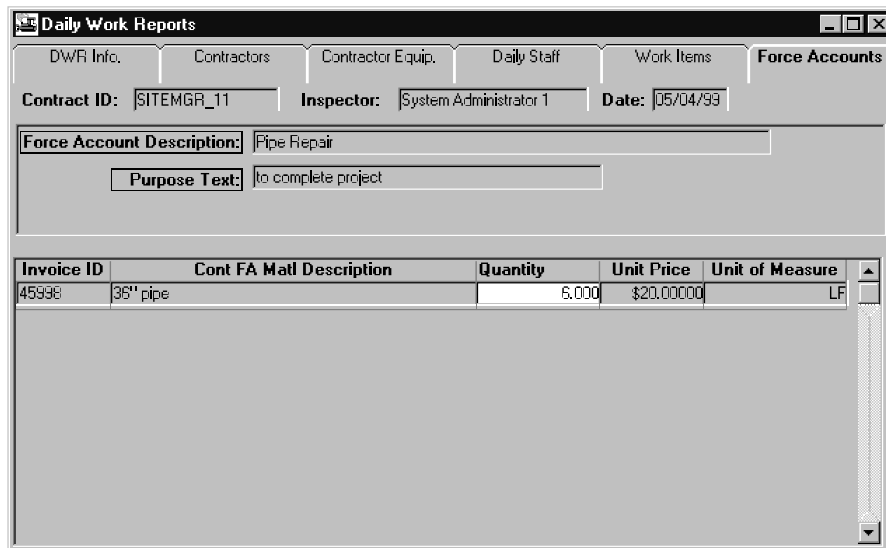 Daily Work Reports
DWR Info. Contractors Contractor Equip. Daily Staff Work Items Force Accounts
Contract ID: SITEMGR_11 Inspector: System Administrator 1 Date: 05/04/99
Force Account Description: Pipe Repair
Purpose Text: to complete project
Invoice ID Cont FA Matl Description Quantity Unit Price Unit of Measure
45998 36" pipe 6.000 $20.00000 LF